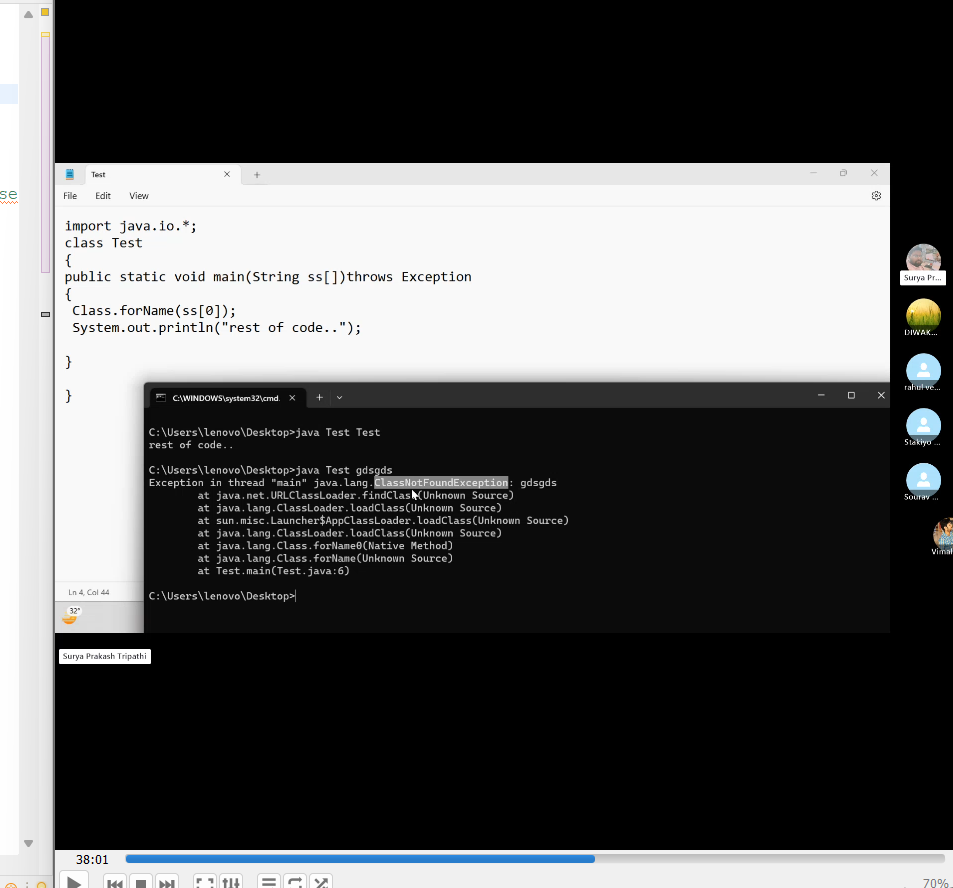 se
Test
File Edit View
import java.io.*;
class Test
{
public static void main(String ss[])throws Exception
{
Class.forName(ss[0]);
System.out.println("rest of code..");
}
}
C:\WINDOWS\system32\cmd.
C:\Users\lenovo\Desktop>java Test Test
rest of code..
C:\Users\lenovo\Desktop>java Test gdsgds
Exception in thread "main" java.lang.ClassNotFoundException: gdsgds
at java.net.URLClassLoader.findClass(Unknown Source)
at java.lang.ClassLoader.loadClass(Unknown Source)
at sun.misc.Launcher$AppClassLoader.loadClass(Unknown Source)
at java.lang.ClassLoader.loadClass(Unknown Source)
at java.lang.Class.forName0(Native Method)
at java.lang.Class.forName(Unknown Source)
at Test.main(Test.java:6)
C:\Users\lenovo\Desktop>
Ln 4, Col 44
32°
Surya Prakash Tripathi
Surya Pr...
DIWAK...
rahul ve...
Stakiyo ...
Sourav ...
Vimal
38:01
70%